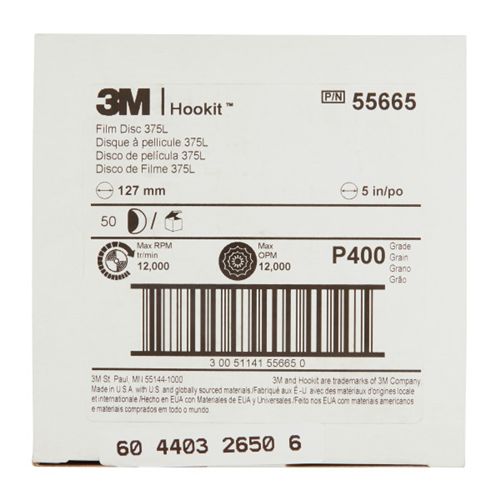 3M Hookit™
P/N 55665
Film Disc 375L
Disque à pellicule 375L
Disco de película 375L
Disco de Filme 375L
127 mm
5 in/po
50 /
Max RPM
tr/min
12,000
Max
OPM
12,000
P400
Grade
Grain
Grano
Grão
3 00 51141 55665 0
3M St. Paul, MN 55144-1000
3M and Hookit are trademarks of 3M Company.
Made in U.S.A. with U.S. and globally sourced materials./Fabriqué aux É.-U. avec des matériaux d'origines locale
et internationale./Hecho en EUA con Materiales de EUA y Universales./Feito nos EUA com materiais americanos
e materiais comprados em todo o mundo.
60 4403 2650 6